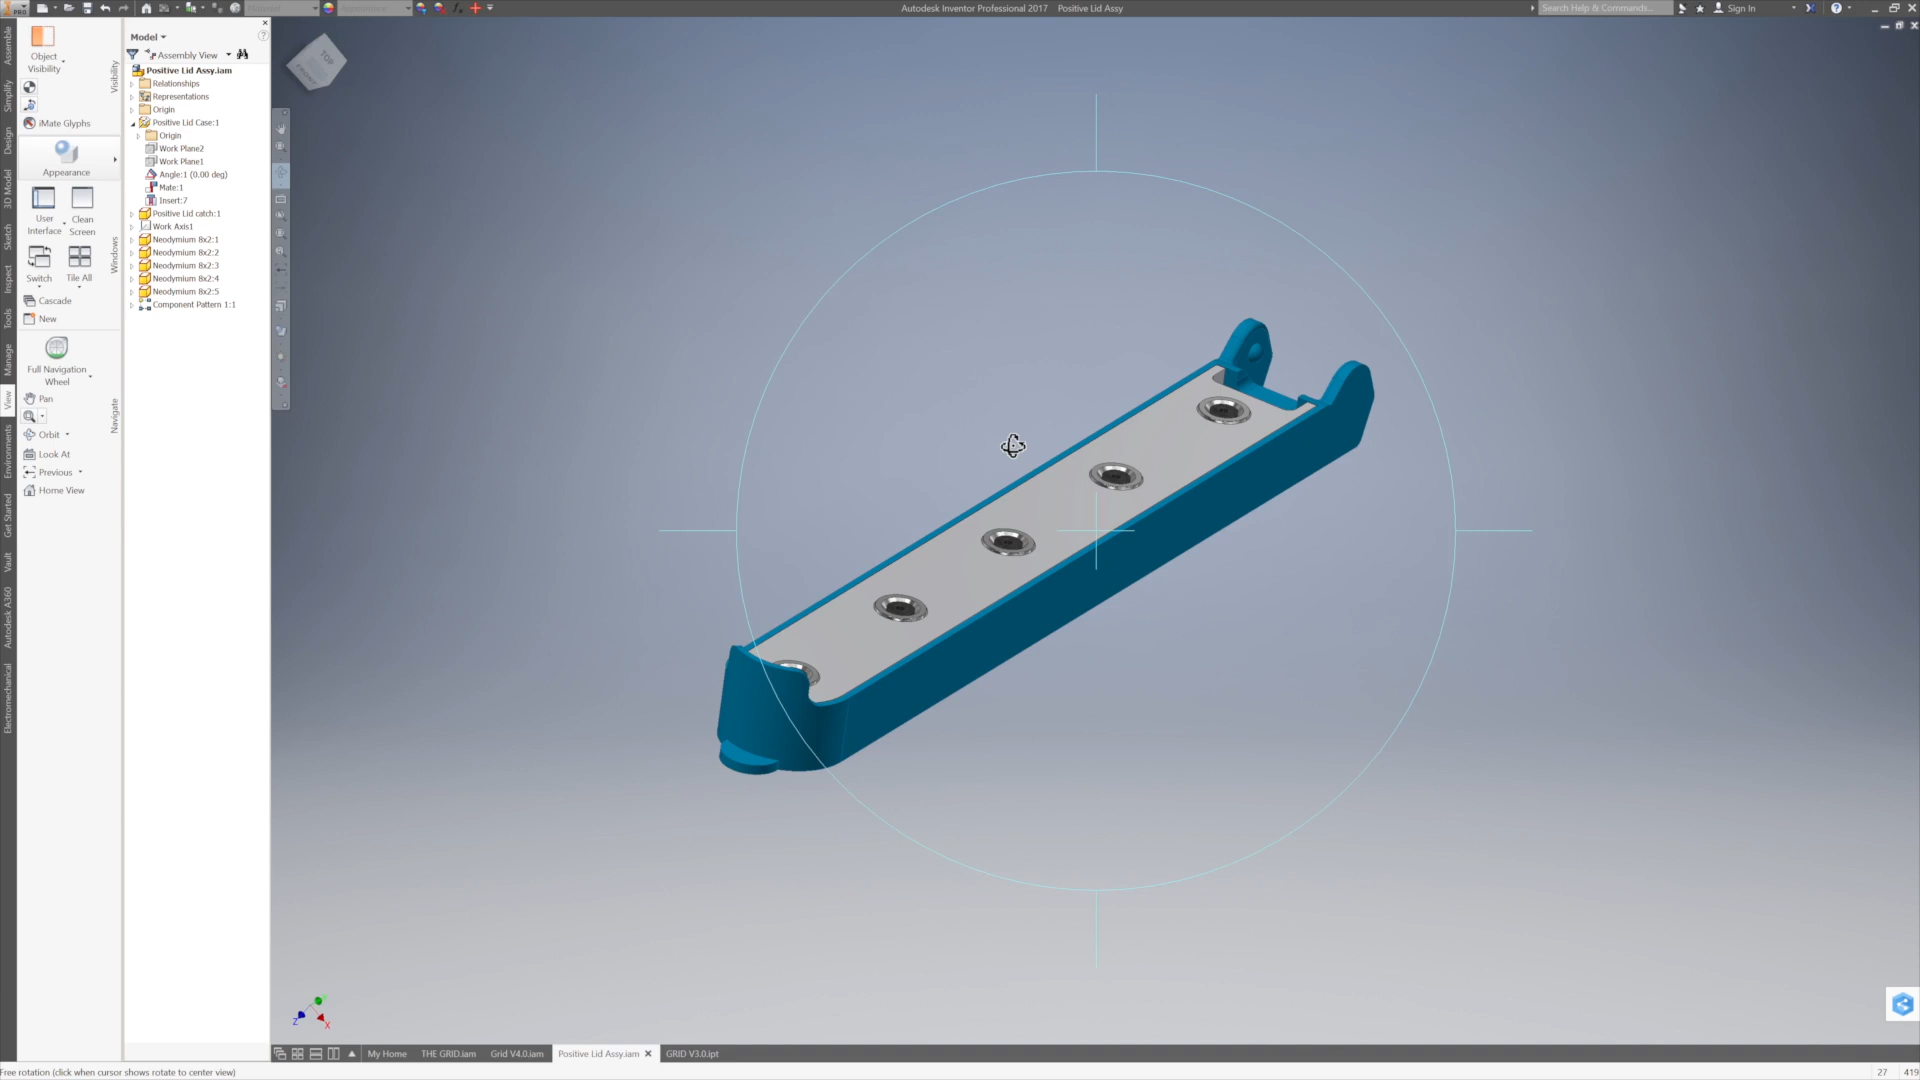 PRO
Material
Appearance
Autodesk Inventor Professional 2017 Positive Lid Assy
Search Help & Commands...
Sign In
Assemble
Simplify
Design
3D Model
Sketch
Inspect
Tools
Manage
View
Environments
Get Started
Vault
Autodesk A360
Electromechanical
Object
Visibility
iMate Glyphs
Appearance
Visibility
User
Interface
Clean
Screen
Switch
Tile All
Cascade
New
Windows
Full Navigation
Wheel
Pan
Orbit
Look At
Previous
Home View
Navigate
Model
Assembly View
Positive Lid Assy.iam
Relationships
Representations
Origin
Positive Lid Case:1
Origin
Work Plane2
Work Plane1
Angle:1 (0.00 deg)
Mate:1
Insert:7
Positive Lid catch:1
Work Axis1
Neodymium 8x2:1
Neodymium 8x2:2
Neodymium 8x2:3
Neodymium 8x2:4
Neodymium 8x2:5
Component Pattern 1:1
TOP
FRONT
Z
X
My Home
THE GRID.iam
Grid V4.0.iam
Positive Lid Assy.iam
GRID V3.0.ipt
Free rotation (click when cursor shows rotate to center view)
27
419